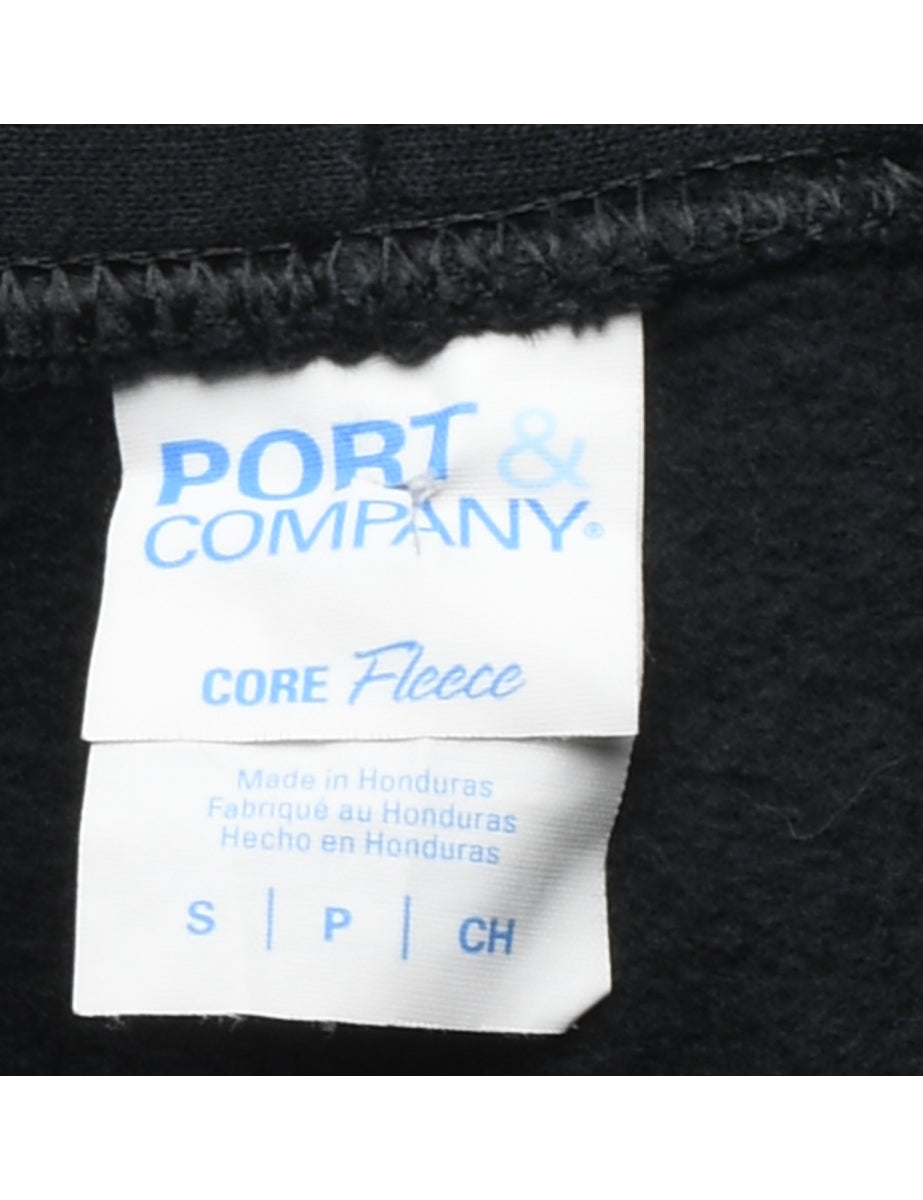 PORT &
COMPANY®
CORE Fleece
Made in Honduras
Fabriqué au Honduras
Hecho en Honduras
S | P | CH